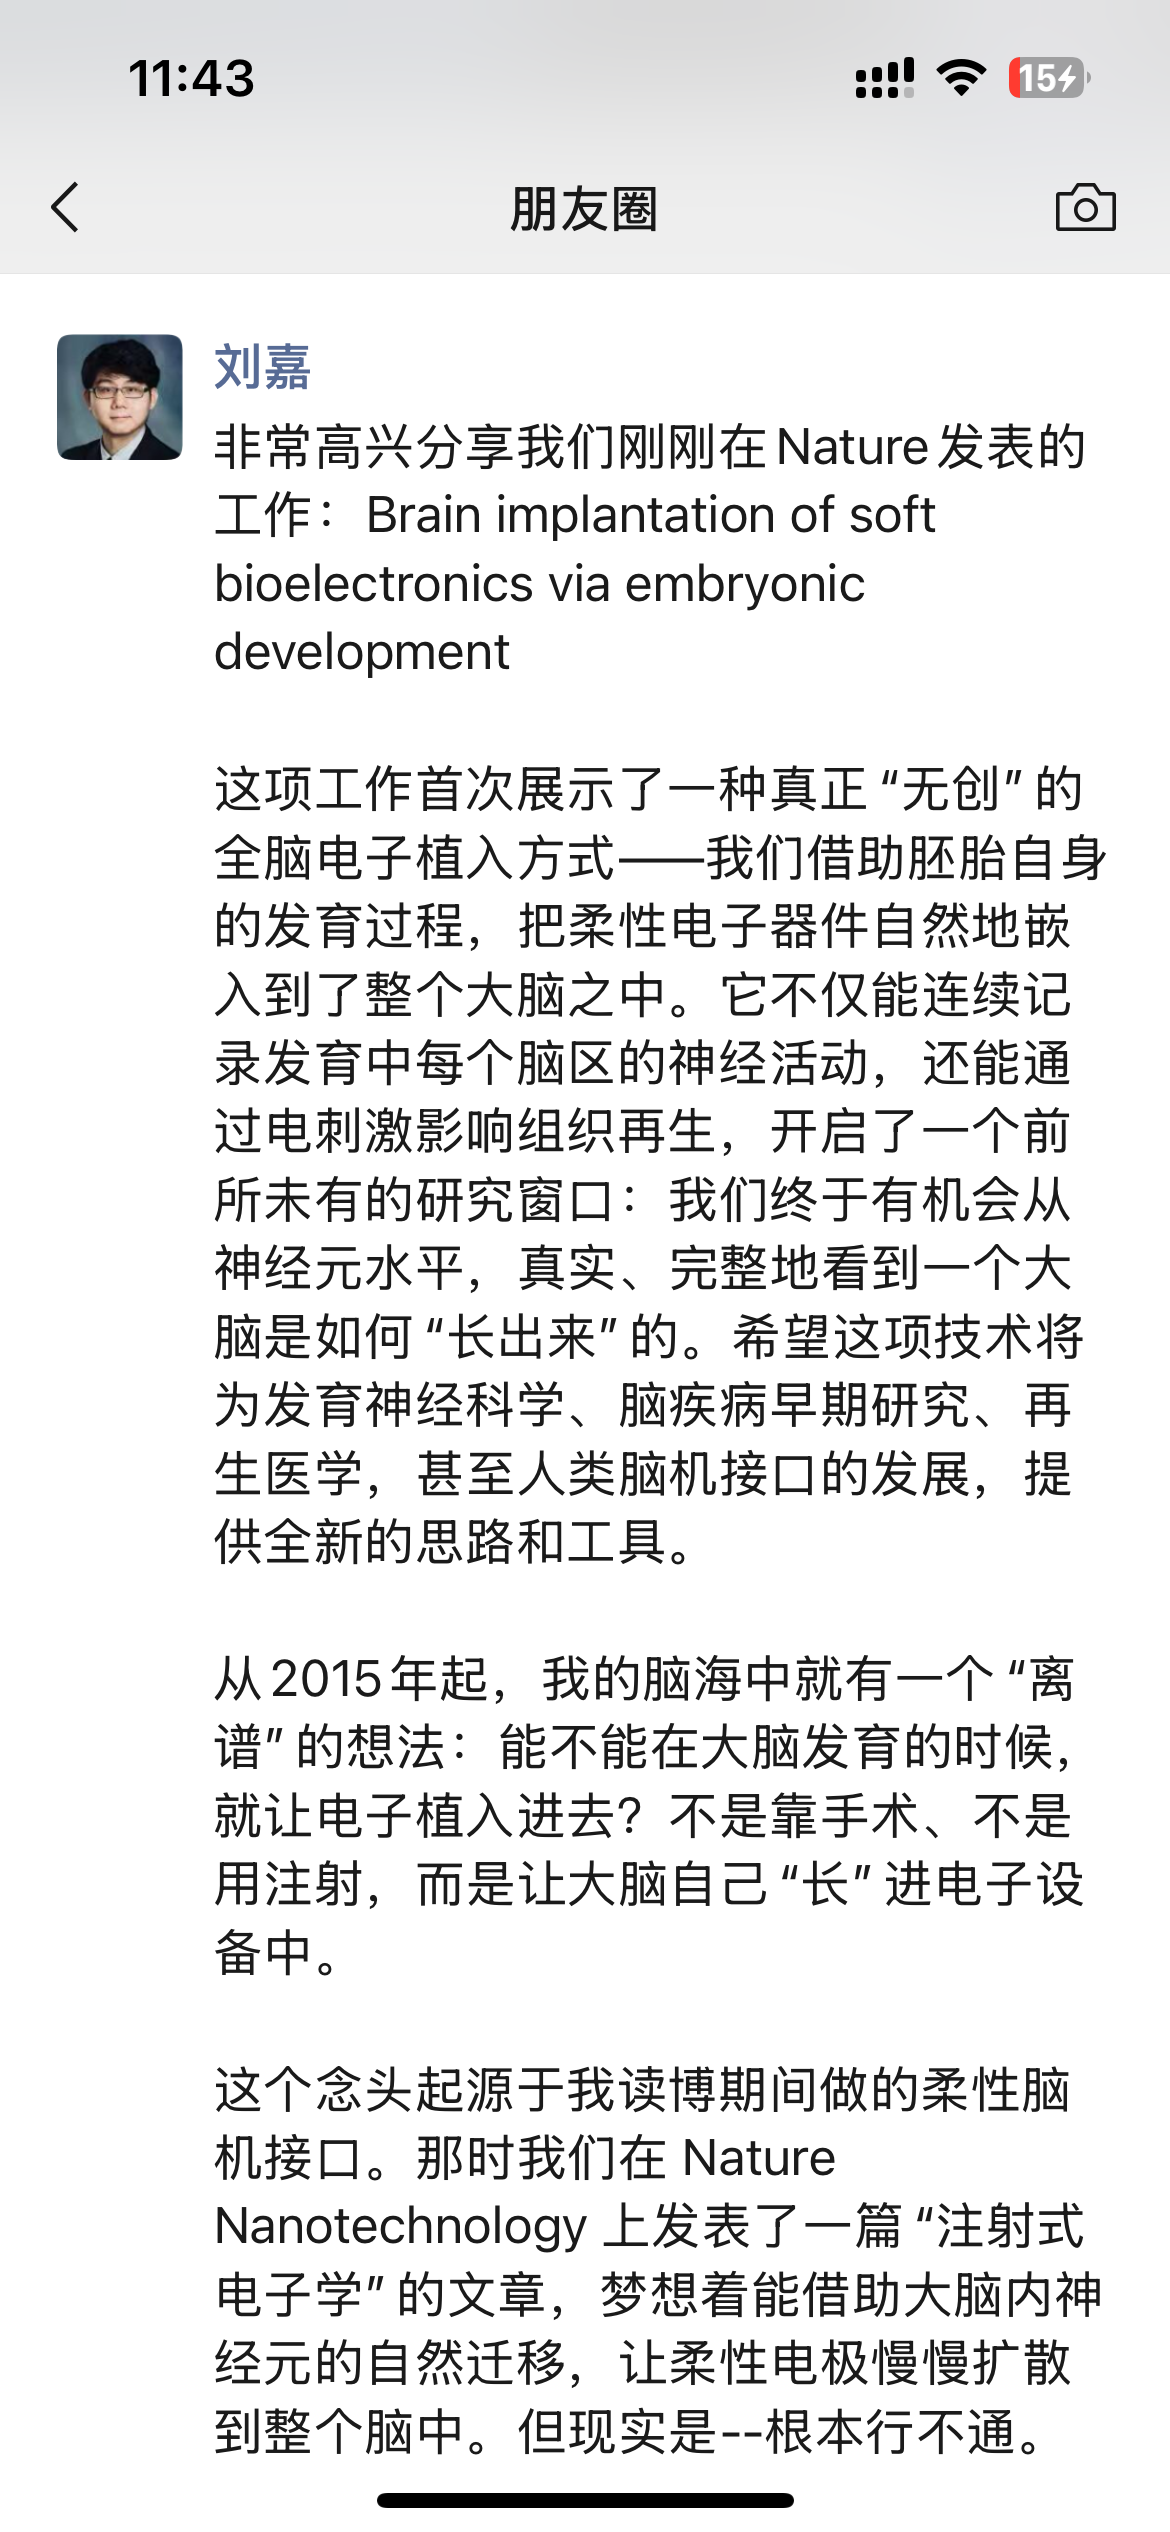 11:43
15
朋友圈
刘嘉
非常高兴分享我们刚刚在Nature发表的
工作：Brain implantation of soft
bioelectronics via embryonic
development
这项工作首次展示了一种真正“无创”的
全脑电子植入方式——我们借助胚胎自身
的发育过程，把柔性电子器件自然地嵌
入到了整个大脑之中。它不仅能连续记
录发育中每个脑区的神经活动，还能通
过电刺激影响组织再生，开启了一个前
所未有的研究窗口：我们终于有机会从
神经元水平，真实、完整地看到一个大
脑是如何“长出来”的。希望这项技术将
为发育神经科学、脑疾病早期研究、再
生医学，甚至人类脑机接口的发展，提
供全新的思路和工具。
从2015年起，我的脑海中就有一个“离
谱”的想法：能不能在大脑发育的时候，
就让电子植入进去？不是靠手术、不是
用注射，而是让大脑自己“长”进电子设
备中。
这个念头起源于我读博期间做的柔性脑
机接口。那时我们在 Nature
Nanotechnology 上发表了一篇“注射式
电子学”的文章，梦想着能借助大脑内神
经元的自然迁移，让柔性电极慢慢扩散
到整个脑中。但现实是--根本行不通。